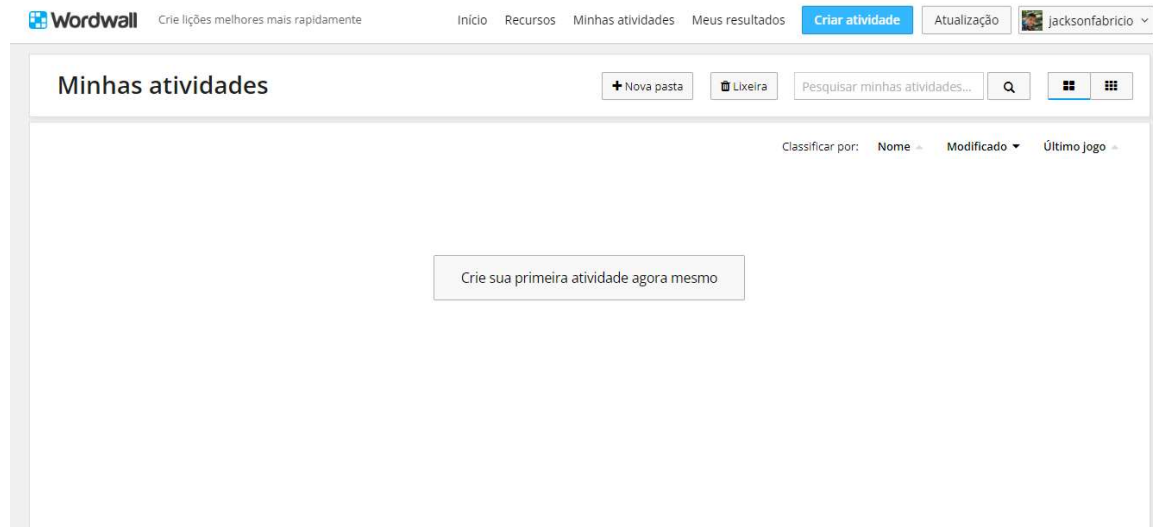 Wordwall Crie lições melhores mais rapidamente Início Recursos Minhas atividades Meus resultados Criar atividade Atualização jacksonfabricio
Minhas atividades Nova pasta Lixeira Pesquisar minhas atividades...
Classificar por: Nome Modificado Último jogo
Crie sua primeira atividade agora mesmo